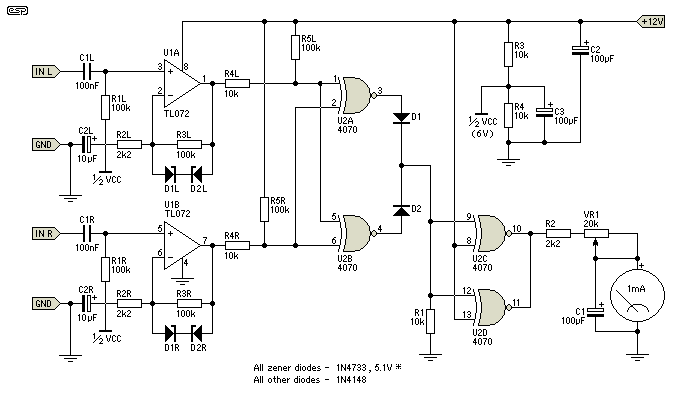 esp
+12V
U1A
8
C1L
100nF
IN L
3
+
1
2
-
TL072
R1L
100k
C2L
10µF
GND
R2L
2k2
R3L
100k
½ VCC
D1L
D2L
R4L
10k
R5L
100k
1
2
3
U2A
4070
D1
R3
10k
R4
10k
½ VCC
(6V)
C3
100µF
C2
100µF
U1B
TL072
C1R
100nF
IN R
5
+
7
6
-
4
R1R
100k
C2R
10µF
GND
R2R
2k2
R3R
100k
½ VCC
D1R
D2R
R4R
10k
R5R
100k
5
6
4
U2B
4070
D2
9
8
10
U2C
4070
12
13
11
U2D
4070
R1
10k
R2
2k2
VR1
20k
C1
100µF
+
1mA
All zener diodes - 1N4733, 5.1V *
All other diodes - 1N4148